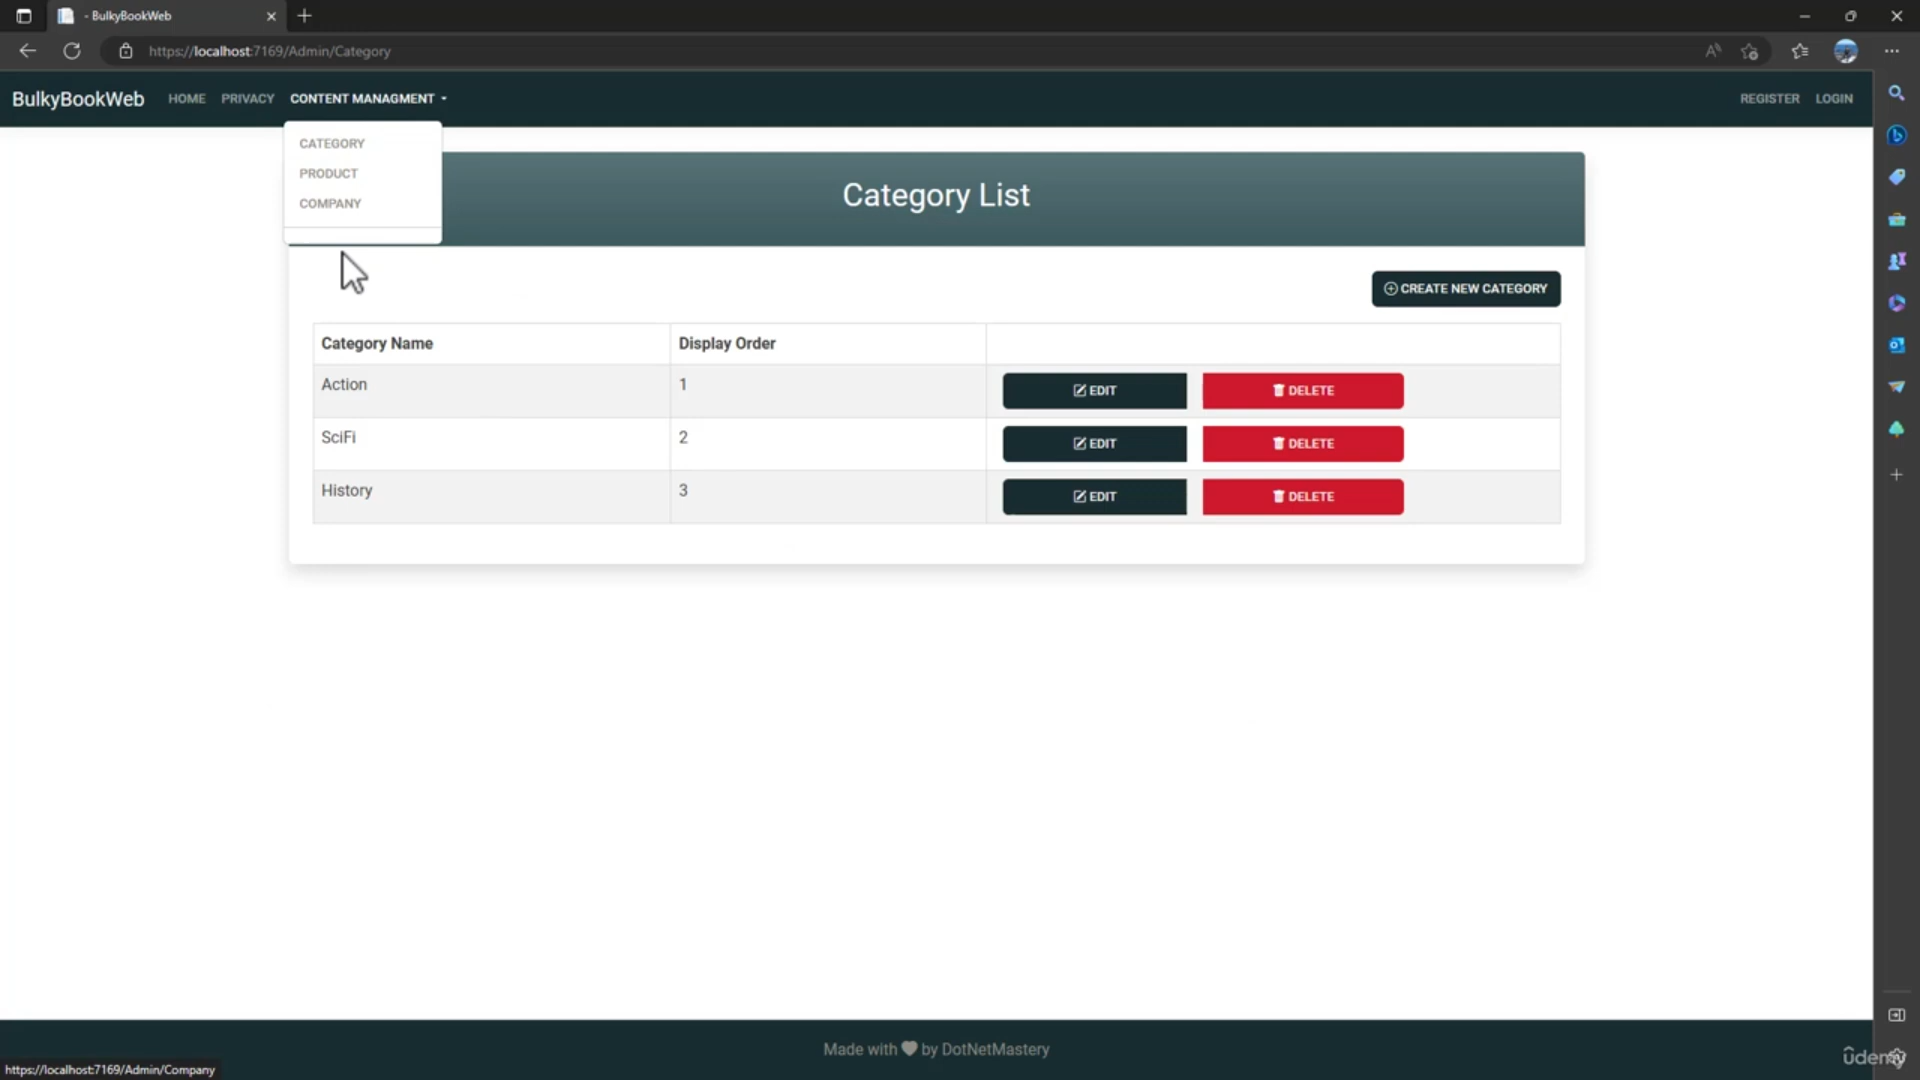 - BulkyBookWeb
https://localhost:7169/Admin/Category
BulkyBookWeb HOME PRIVACY CONTENT MANAGMENT REGISTER LOGIN
CATEGORY
PRODUCT
COMPANY
Category List
CREATE NEW CATEGORY
Category Name Display Order
Action 1 EDIT DELETE
SciFi 2 EDIT DELETE
History 3 EDIT DELETE
Made with by DotNetMastery
https://localhost:7169/Admin/Company
udemy